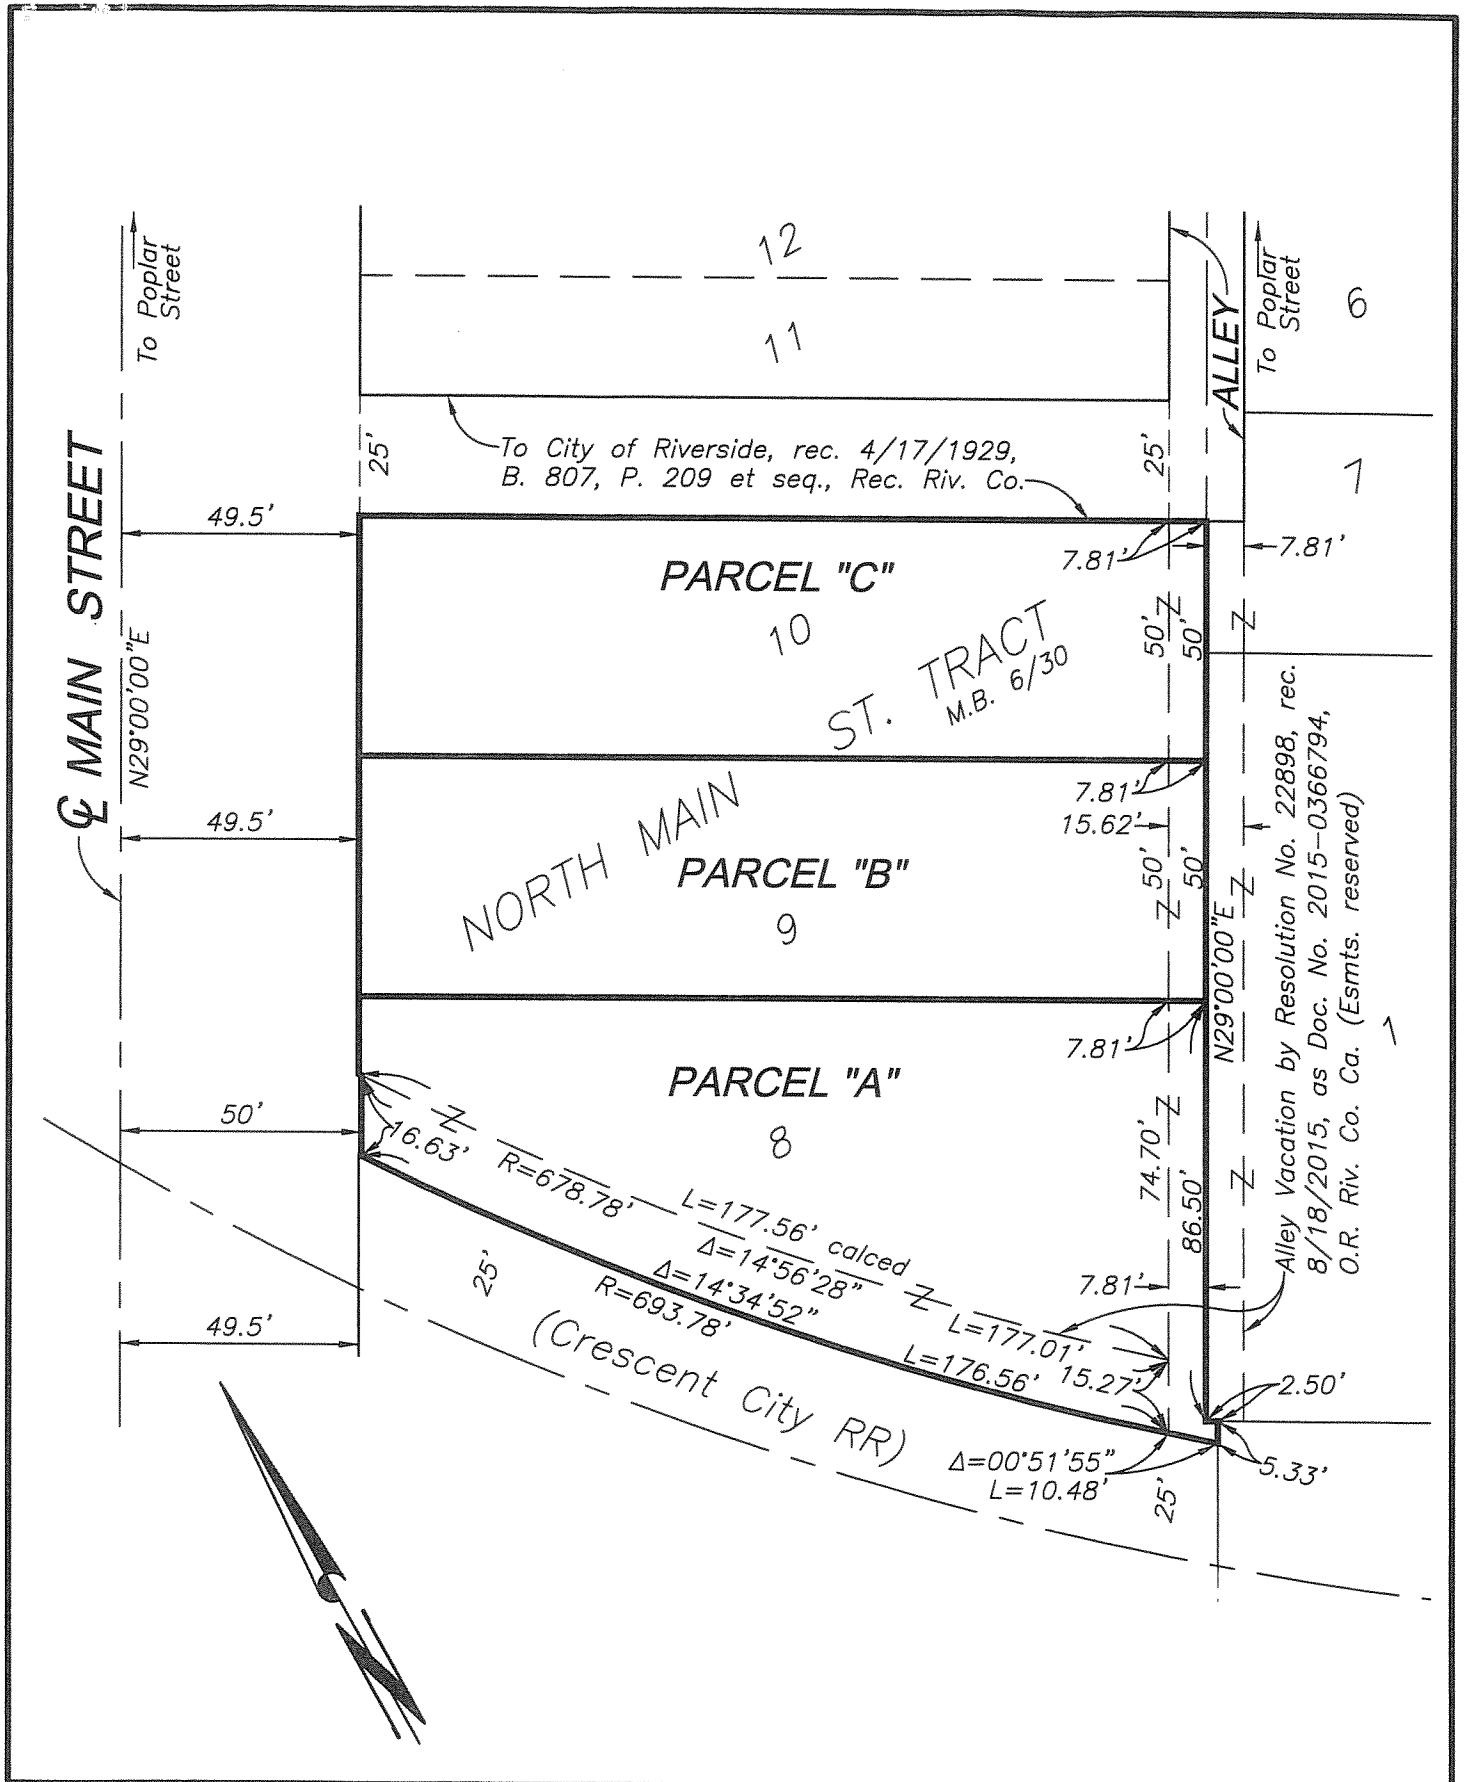 To Poplar
Street
12
11
ALLEY
To Poplar
Street
6
7
℄ MAIN STREET
N29°00'00"E
25'
To City of Riverside, rec. 4/17/1929,
B. 807, P. 209 et seq., Rec. Riv. Co.
25'
49.5'
7.81'
7.81'
PARCEL "C"
10
50'
50'
ST. TRACT
M.B. 6/30
NORTH MAIN
49.5'
7.81'
15.62'
PARCEL "B"
9
50'
50'
N29°00'00"E
Alley Vacation by Resolution No. 22898, rec.
8/18/2015, as Doc. No. 2015-0366794,
O.R. Riv. Co. Ca. (Esmts. reserved)
7.81'
PARCEL "A"
8
50'
16.63'
R=678.78'
L=177.56' calced
Δ=14°56'28"
Δ=14°34'52"
R=693.78'
74.70'
86.50'
7.81'
25'
L=177.01'
L=176.56'
15.27'
49.5'
(Crescent City RR)
2.50'
5.33'
Δ=00°51'55"
L=10.48'
25'